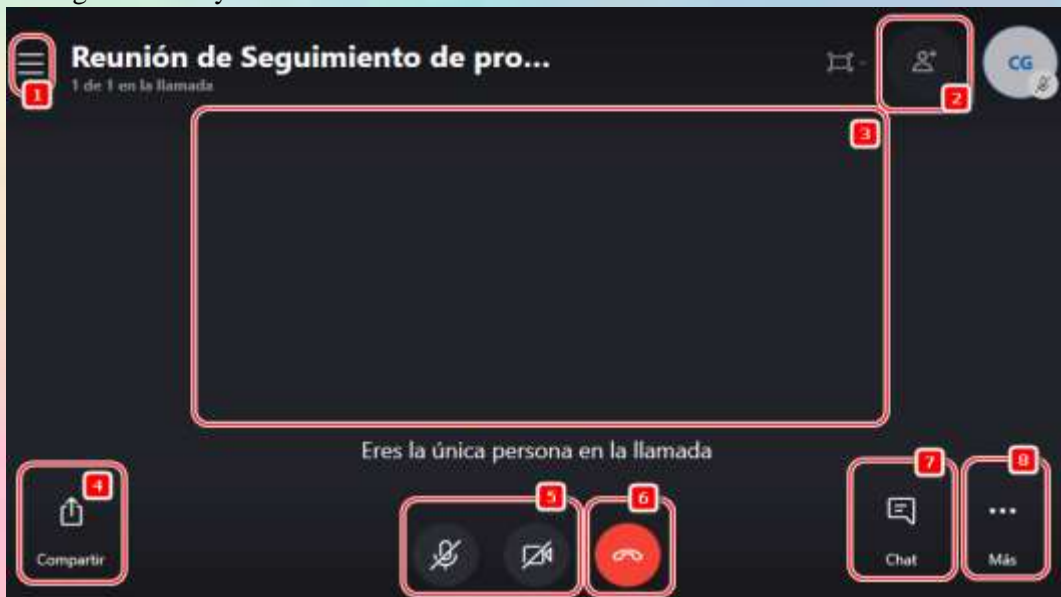 Reunión de Seguimiento de pro...
1 de 1 en la llamada
CG
1
2
3
Eres la única persona en la llamada
4
5
6
7
8
Compartir
Chat
Más